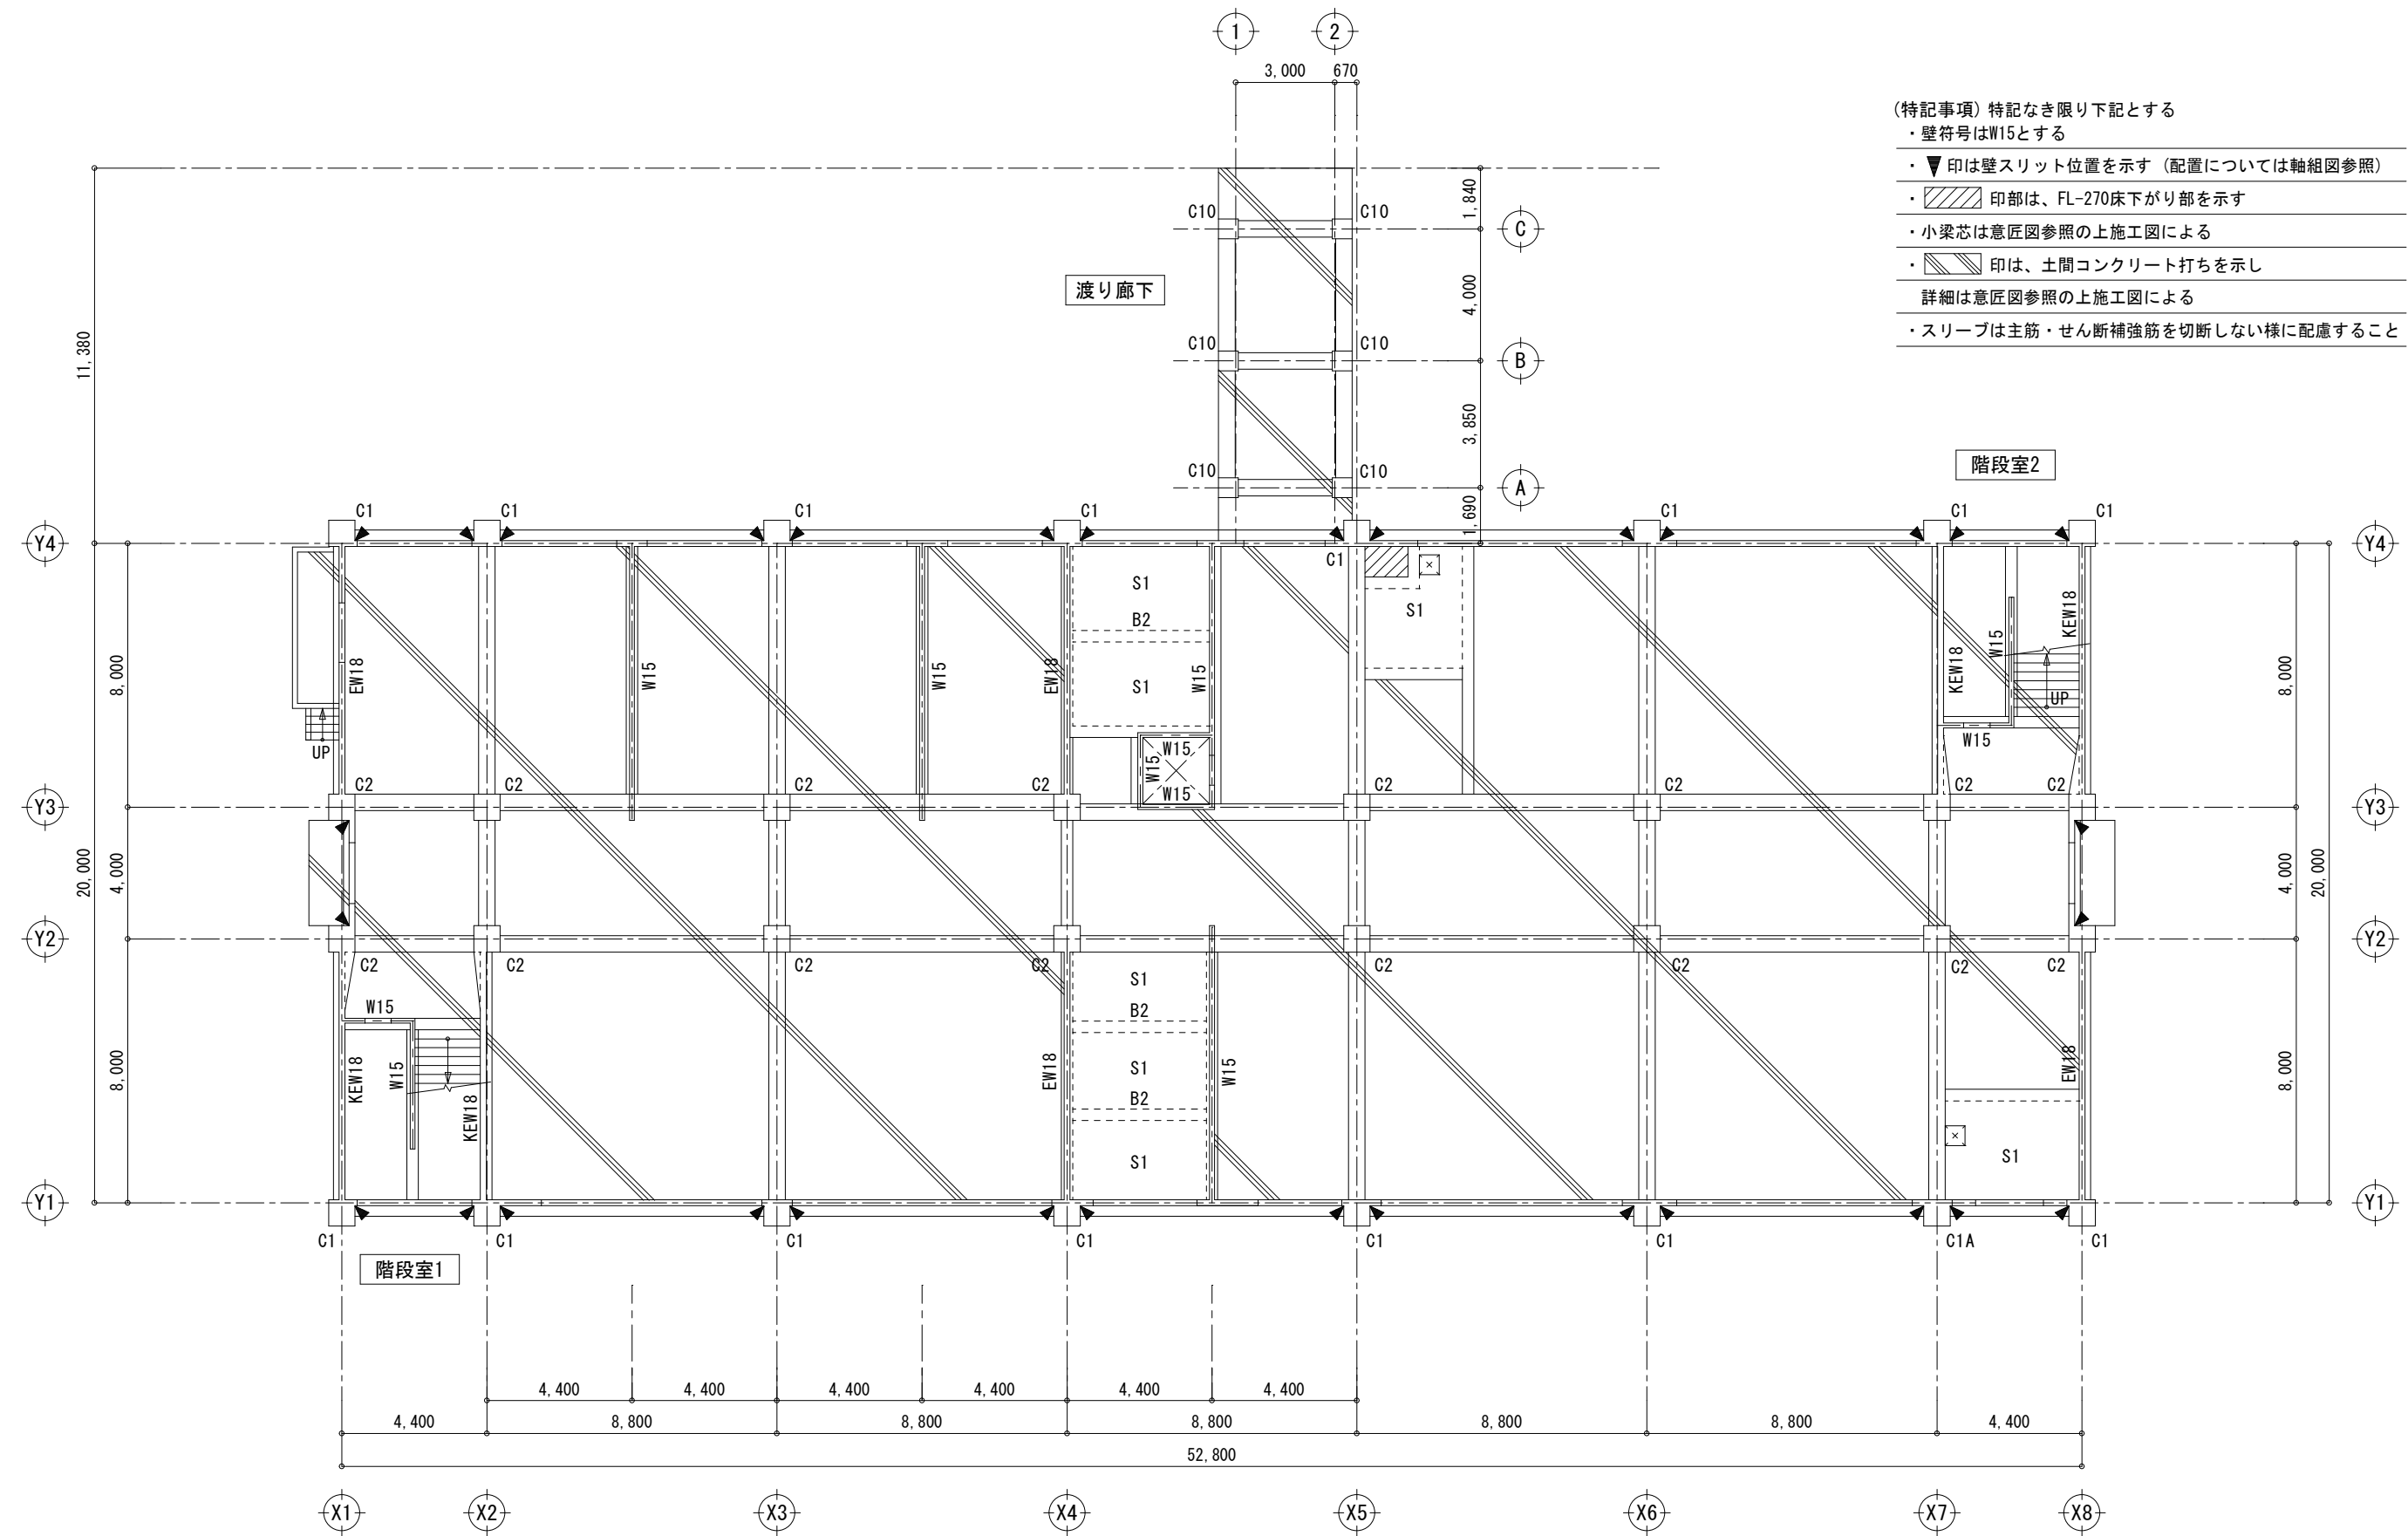 1 2
3,000 670
(特記事項) 特記なき限り下記とする
・壁符号はW15とする
・ 印は壁スリット位置を示す (配置については軸組図参照)
・ 印部は、FL-270床下がり部を示す
・小梁芯は意匠図参照の上施工図による
・ 印は、土間コンクリート打ちを示し
詳細は意匠図参照の上施工図による
・スリーブは主筋・せん断補強筋を切断しない様に配慮すること
1,840
C10 C10 C
渡り廊下
4,000
11,380
C10 C10 B
3,850
階段室2
C10 C10 A
1,690
C1 C1 C1 C1 C1 C1 C1
Y4 Y4
C1
S1 S1
B2
KEW18
W15
KEW18
8,000 EW18 W15 W15 EW18 S1 W15 8,000
UP
UP
W15
W15
W15
W15
C2 C2 C2 C2 C2 C2 C2 C2
Y3 Y3
20,000 4,000 4,000 20,000
Y2 Y2
C2 C2 C2 C2 C2 C2 C2 C2
S1
W15 B2
8,000 KEW18 W15 KEW18 EW18 S1 W15 EW18 8,000
B2
S1 S1
Y1 Y1
C1 C1 C1 C1 C1 C1 C1A C1
階段室1
4,400 4,400 4,400 4,400 4,400 4,400
4,400 8,800 8,800 8,800 8,800 8,800 4,400
52,800
X1 X2 X3 X4 X5 X6 X7 X8